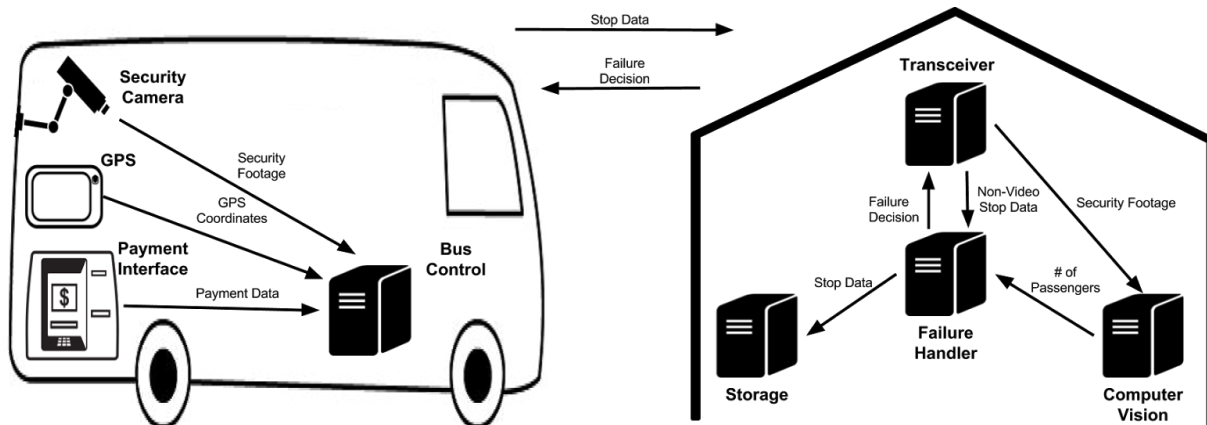 Stop Data
Failure
Decision
Security
Camera
Security
Footage
GPS
GPS
Coordinates
Payment
Interface
$
Payment Data
Bus
Control
Transceiver
Failure
Decision
Non-Video
Stop Data
Security Footage
# of
Passengers
Stop Data
Failure
Handler
Storage
Computer
Vision